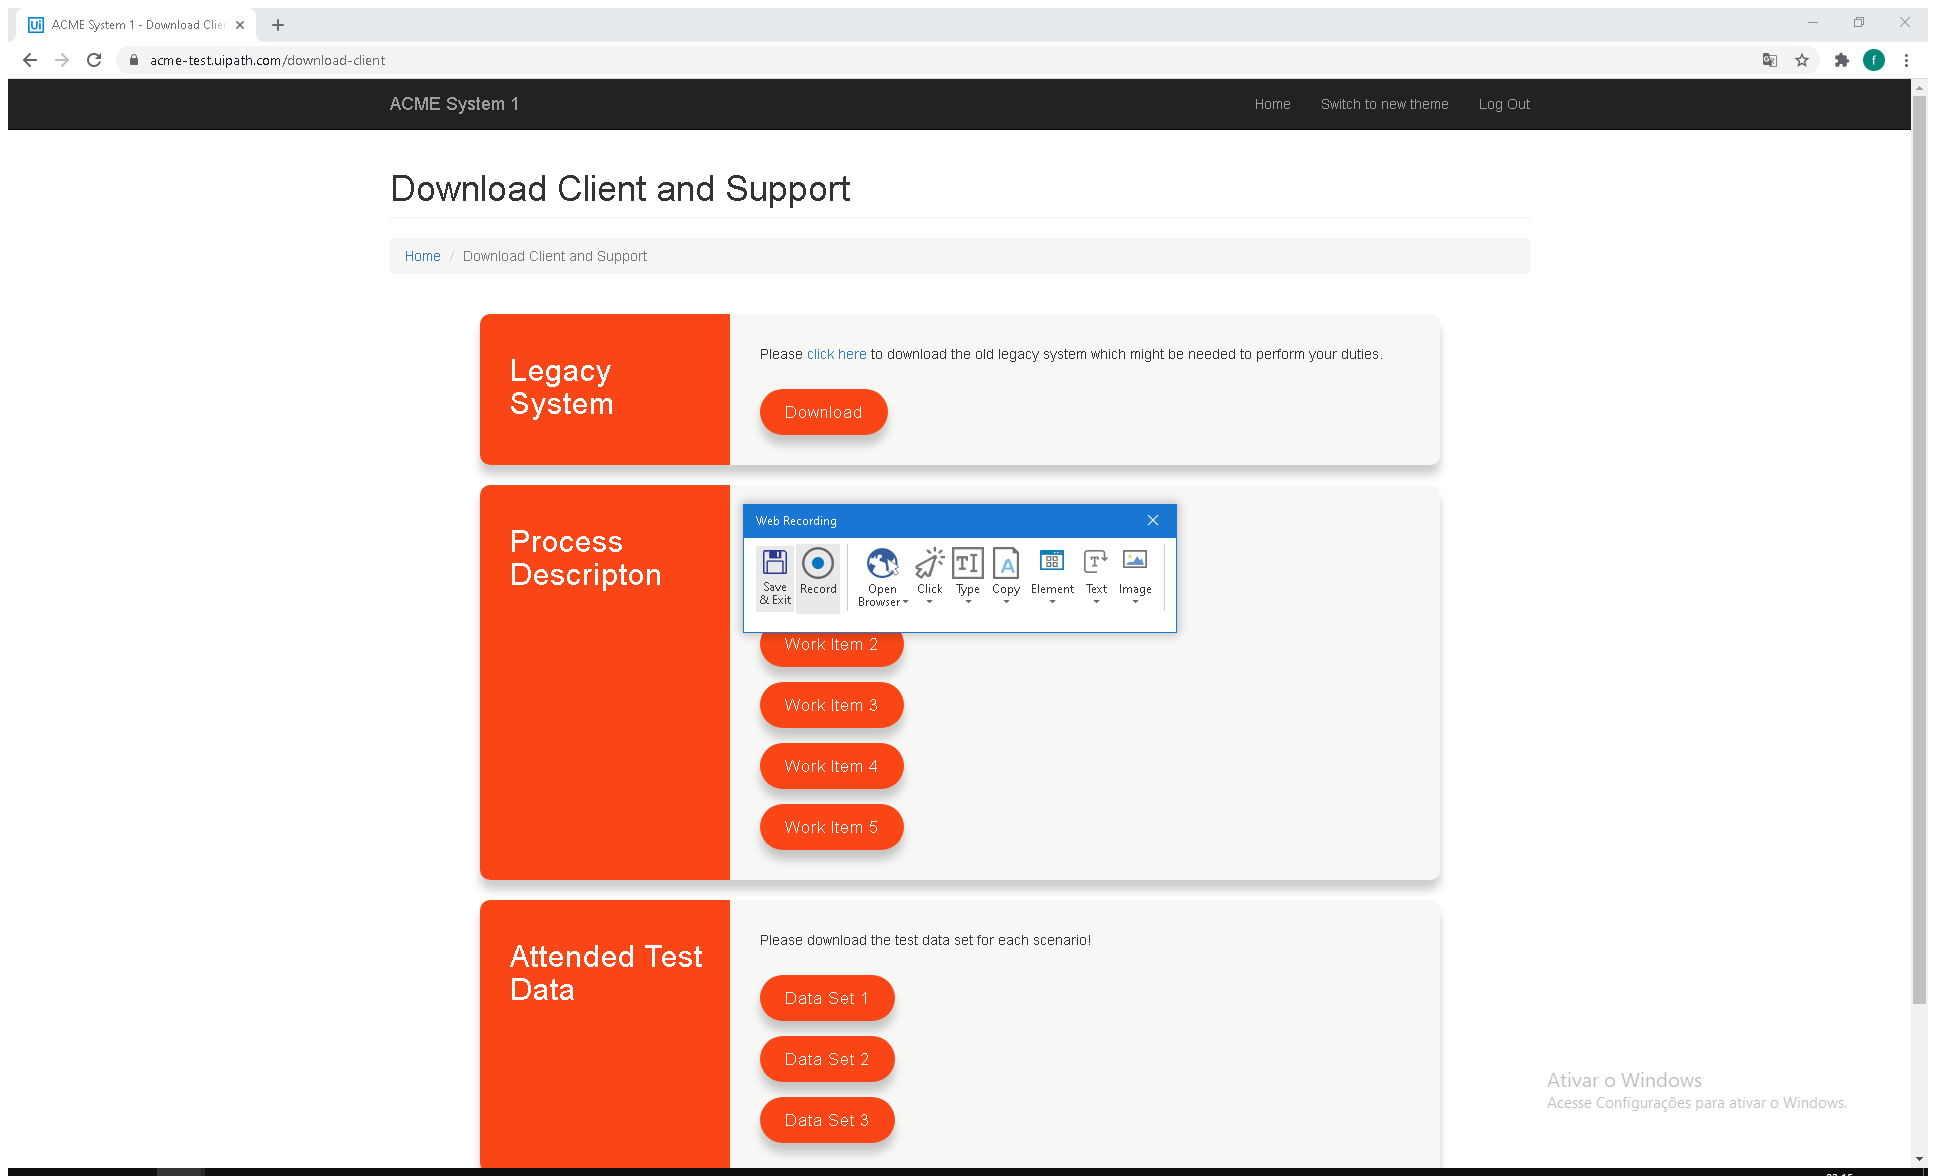 ACME System 1 - Download Clier
acme-test.uipath.com/download-client
f
ACME System 1
Home
Switch to new theme
Log Out
Download Client and Support
Home / Download Client and Support
Legacy
System
Please click here to download the old legacy system which might be needed to perform your duties.
Download
Process
Descripton
Web Recording
Save
& Exit
Record
Open
Browser
Click
Type
Copy
Element
Text
Image
Work Item 2
Work Item 3
Work Item 4
Work Item 5
Attended Test
Data
Please download the test data set for each scenario!
Data Set 1
Data Set 2
Data Set 3
Ativar o Windows
Acesse Configurações para ativar o Windows.